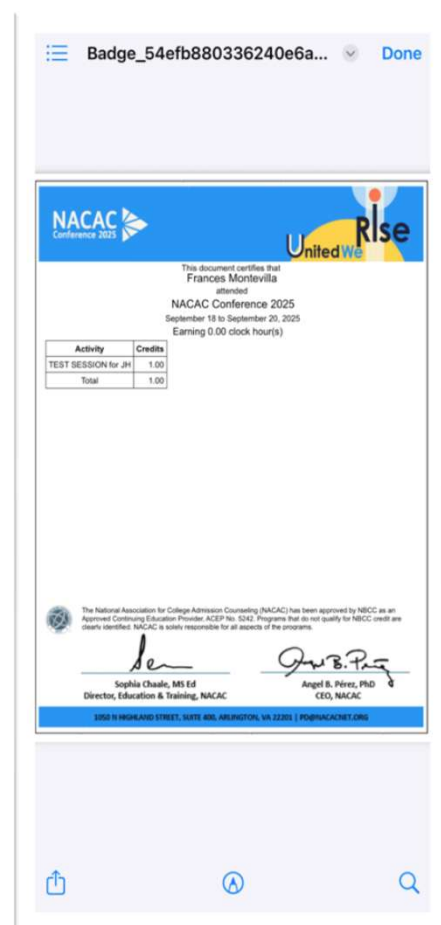 Badge_54efb880336240e6a...
Done
NACAC
Conference 2025
United We
RIse
This document certifies that
Frances Montevilla
attended
NACAC Conference 2025
September 18 to September 20, 2025
Earning 0.00 clock hour(s)
Activity Credits
TEST SESSION for JH 1.00
Total 1.00
The National Association for College Admission Counseling (NACAC) has been approved by NBCC as an
Approved Continuing Education Provider, ACEP No. 5242. Programs that do not qualify for NBCC credit are
clearly identified. NACAC is solely responsible for all aspects of the programs.
Sophia Chaale, MS Ed
Director, Education & Training, NACAC
Angel B. Pérez
Angel B. Pérez, PhD
CEO, NACAC
1050 N HIGHLAND STREET, SUITE 400, ARLINGTON, VA 22201 | PD@NACACNET.ORG